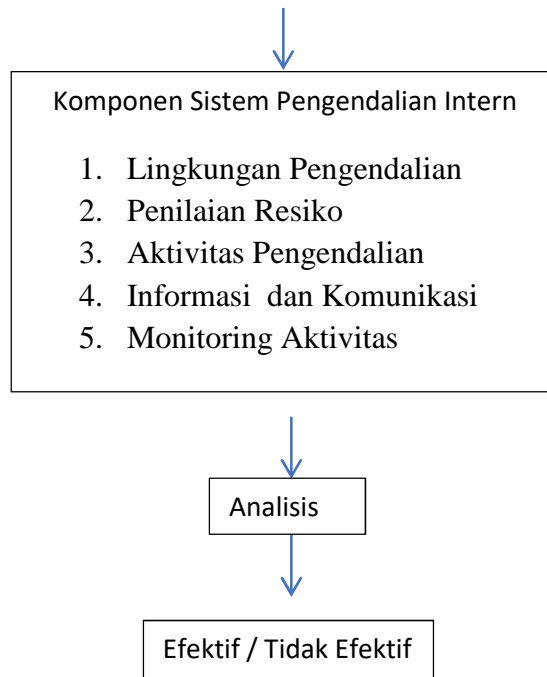 Komponen Sistem Pengendalian Intern
1. Lingkungan Pengendalian
2. Penilaian Resiko
3. Aktivitas Pengendalian
4. Informasi dan Komunikasi
5. Monitoring Aktivitas
Analisis
Efektif / Tidak Efektif